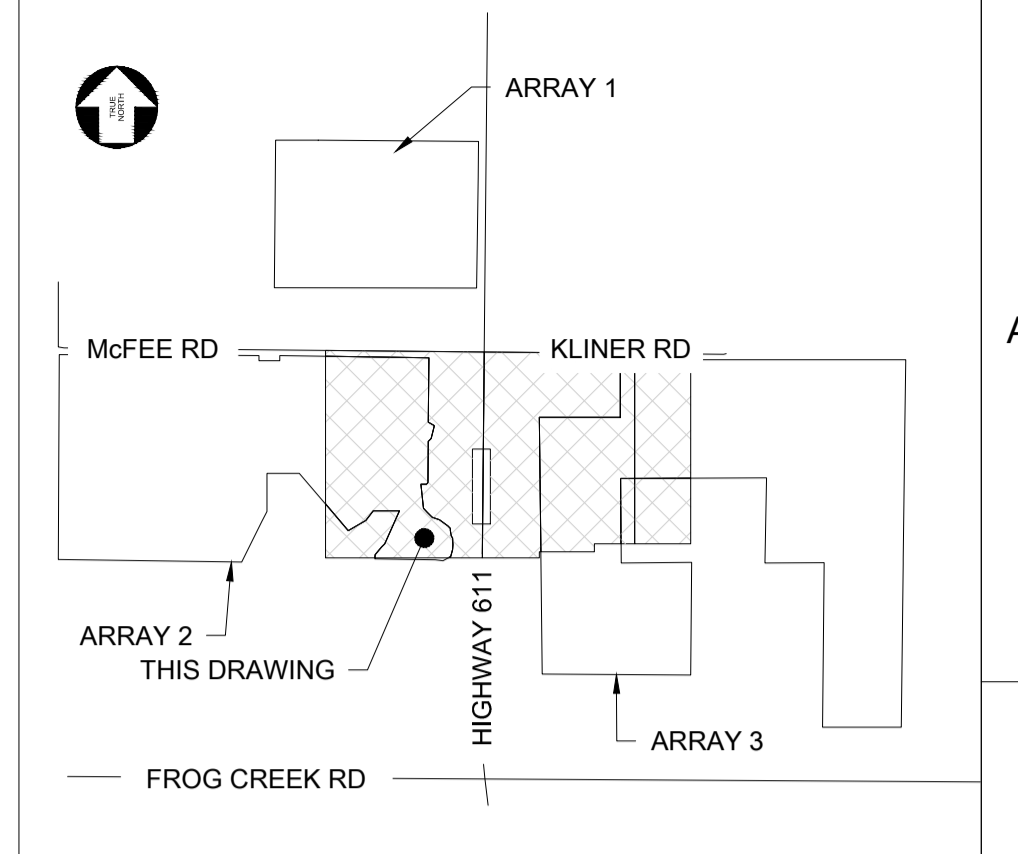 ARRAY 1
TRUE
NORTH
McFEE RD
KLINER RD
A
ARRAY 2
THIS DRAWING
HIGHWAY 611
ARRAY 3
FROG CREEK RD